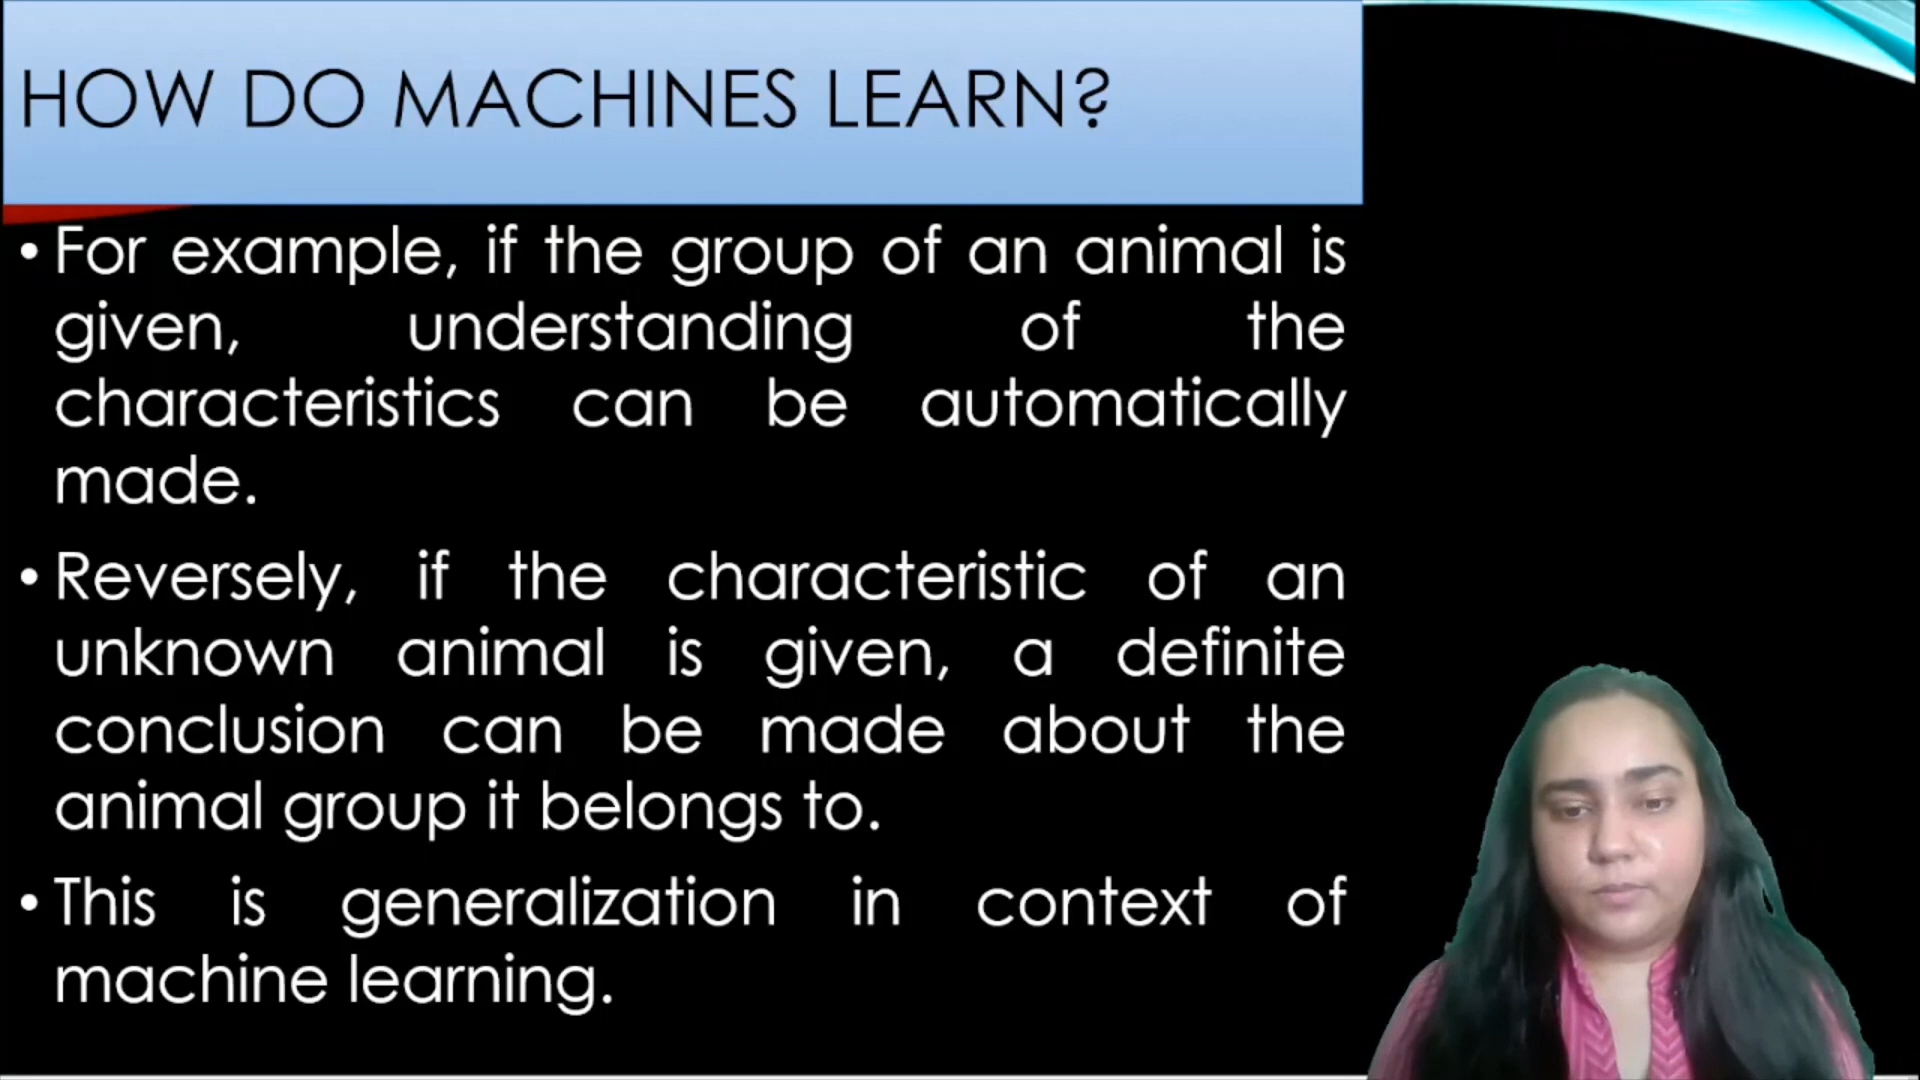 HOW DO MACHINES LEARN?
• For example, if the group of an animal is
given, understanding of the
characteristics can be automatically
made.
• Reversely, if the characteristic of an
unknown animal is given, a definite
conclusion can be made about the
animal group it belongs to.
• This is generalization in context of
machine learning.